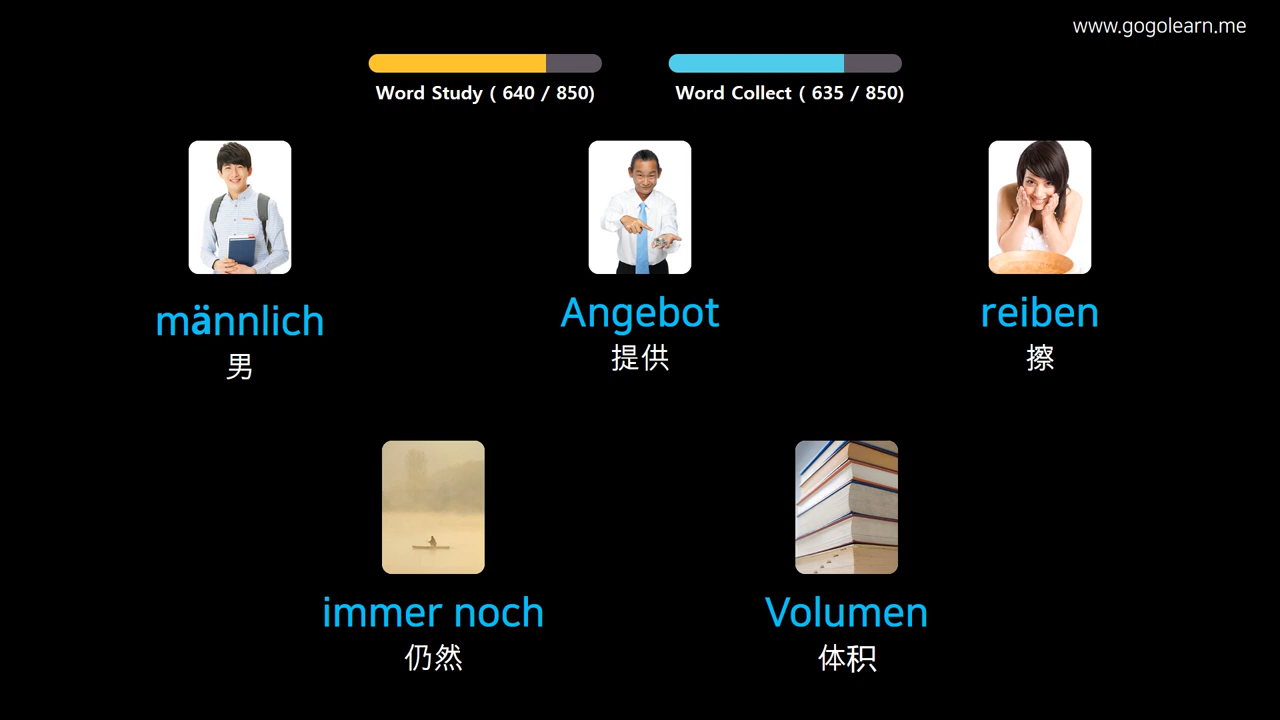 www.gogolearn.me
Word Study ( 640 / 850)
Word Collect ( 635 / 850)
männlich
男
Angebot
提供
reiben
擦
immer noch
仍然
Volumen
体积